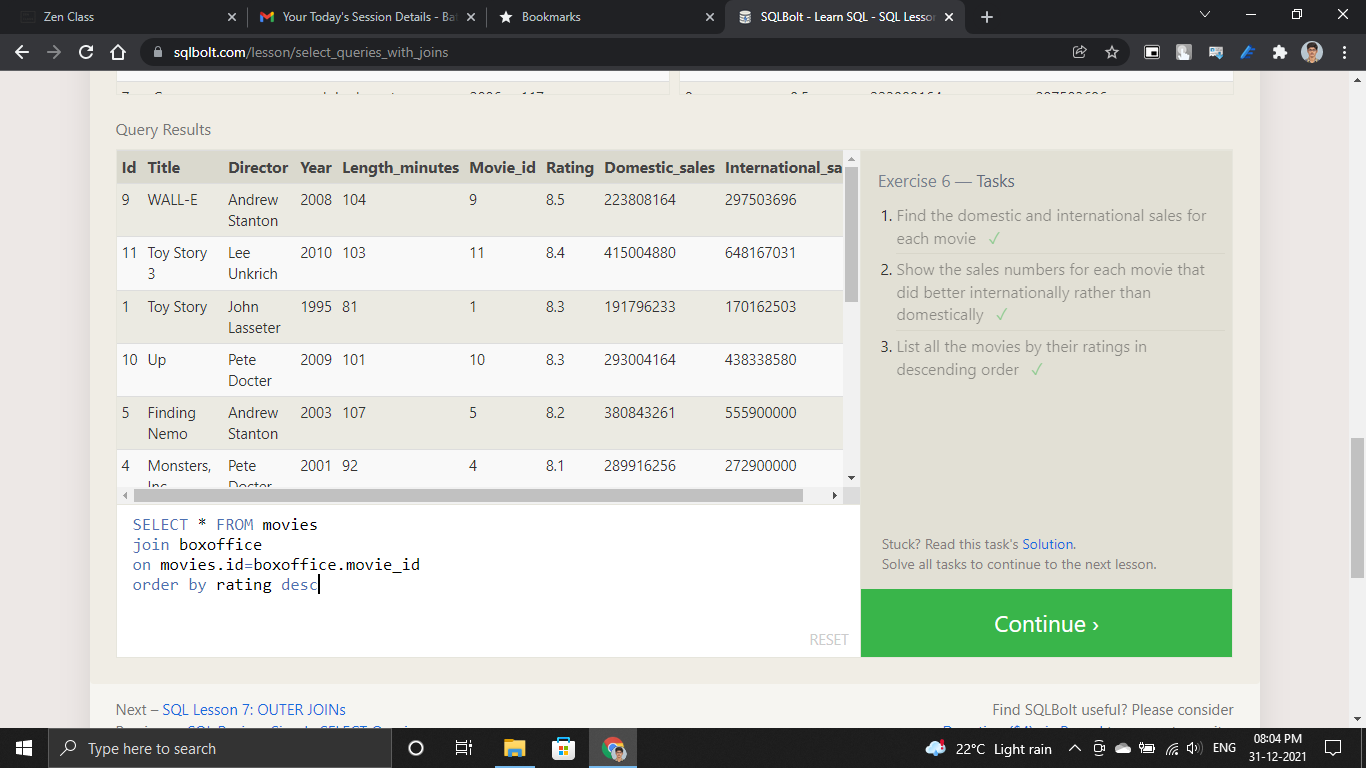 Zen Class
Your Today's Session Details - Bat
Bookmarks
SQLBolt - Learn SQL - SQL Lesson
sqlbolt.com/lesson/select_queries_with_joins
Query Results
Id Title Director Year Length_minutes Movie_id Rating Domestic_sales International_sa
9 WALL-E Andrew Stanton 2008 104 9 8.5 223808164 297503696
11 Toy Story 3 Lee Unkrich 2010 103 11 8.4 415004880 648167031
1 Toy Story John Lasseter 1995 81 1 8.3 191796233 170162503
10 Up Pete Docter 2009 101 10 8.3 293004164 438338580
5 Finding Nemo Andrew Stanton 2003 107 5 8.2 380843261 555900000
4 Monsters, Inc. Pete Docter 2001 92 4 8.1 289916256 272900000
SELECT * FROM movies
join boxoffice
on movies.id=boxoffice.movie_id
order by rating desc
RESET
Exercise 6 — Tasks
1. Find the domestic and international sales for
each movie ✓
2. Show the sales numbers for each movie that
did better internationally rather than
domestically ✓
3. List all the movies by their ratings in
descending order ✓
Stuck? Read this task's Solution.
Solve all tasks to continue to the next lesson.
Continue ›
Next – SQL Lesson 7: OUTER JOINs
Find SQLBolt useful? Please consider
Type here to search
22°C Light rain
ENG
08:04 PM
31-12-2021